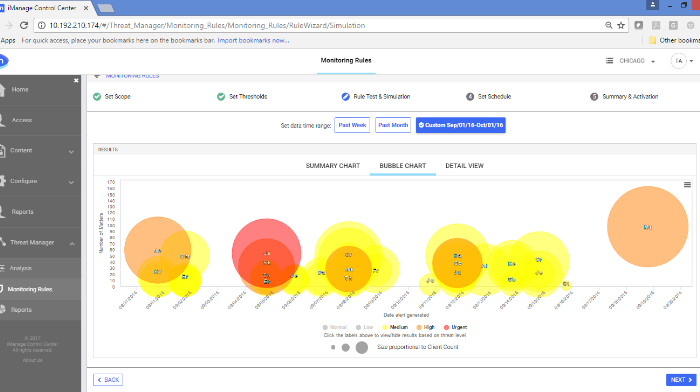 iManage Control Center
10.192.210.174/#/Threat_Manager/Monitoring_Rules/Monitoring_Rules/RuleWizard/Simulation
Apps For quick access, place your bookmarks here on the bookmarks bar. Import bookmarks now...
Other bookmarks
Monitoring Rules
CHICAGO
TA
MONITORING RULES
Home
Access
Content
Configure
Reports
Threat Manager
Analysis
Monitoring Rules
Reports
© 2017
iManage Control Center.
All rights reserved.
About Us
Set Scope
Set Thresholds
Rule Test & Simulation
4 Set Schedule
5 Summary & Activation
Set data time range:
Past Week
Past Month
Custom Sep/01/16-Oct/01/16
RESULTS
SUMMARY CHART
BUBBLE CHART
DETAIL VIEW
Number of Matters
170
160
150
140
130
120
110
100
90
80
70
60
50
40
30
20
10
0
Date alert generated
Normal
Low
Medium
High
Urgent
Click the labels above to view/hide results based on threat level
Size proportional to Client Count
BACK
NEXT